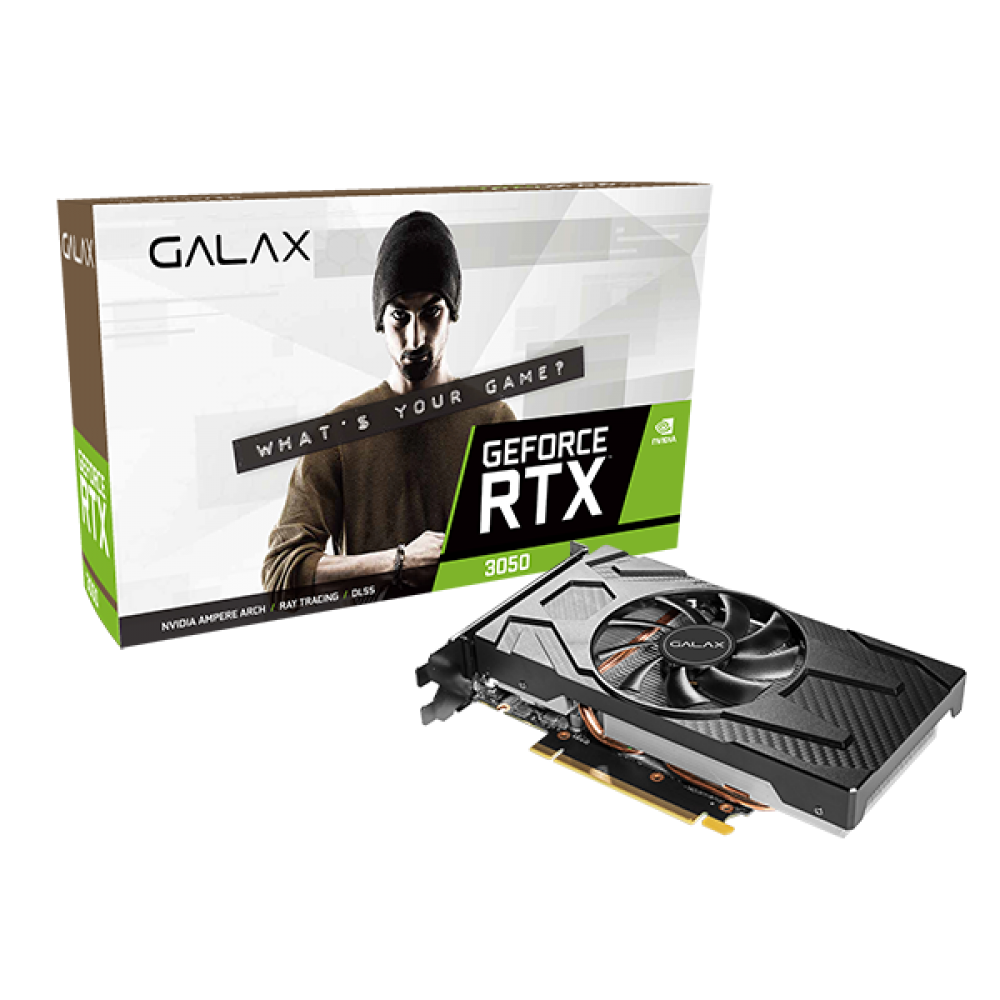 GALAX
GALAX
WHAT'S YOUR GAME?
GEFORCE
RTX
NVIDIA
3050
GEFORCE
RTX
NVIDIA AMPERE ARCH / RAY TRACING / DLSS
GALAX